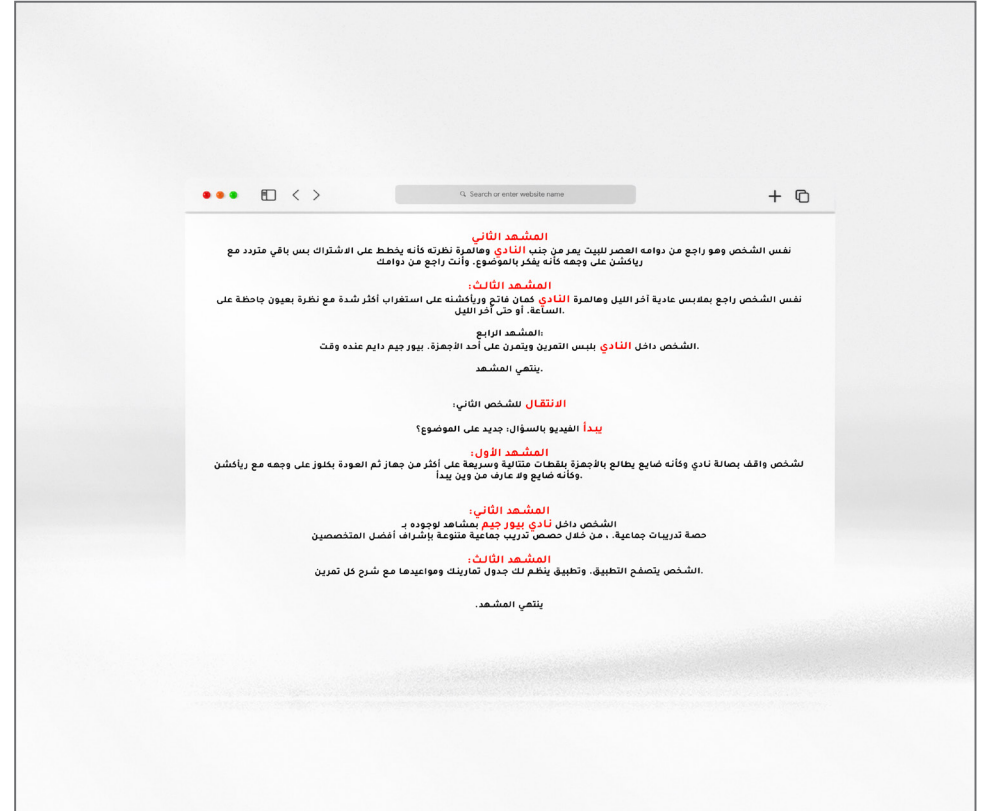 Search or enter website name
المشهد الثاني
نفس الشخص وهو راجع من دوامه العصر للبيت يمر من جنب النادي وهالمرة نظرته كأنه يخطط على الاشتراك بس باقي متردد مع
رياكشن على وجهه كأنه يفكر بالموضوع. وأنت راجع من دوامك
المشهد الثالث:
نفس الشخص راجع بملابس عادية آخر الليل وهالمرة النادي كمان فاتح وريأكشنه على استغراب أكثر شدة مع نظرة بعيون جاحظة على
الساعة. أو حتى آخر الليل.
المشهد الرابع:
الشخص داخل النادي بلبس التمرين ويتمرن على أحد الأجهزة. بيور جيم دايم عنده وقت.
ينتهي المشهد.
الانتقال للشخص الثاني:
يبدأ الفيديو بالسؤال: جديد على الموضوع؟
المشهد الأول:
لشخص واقف بصالة نادي وكأنه ضايع يطالع بالأجهزة بلقطات متتالية وسريعة على أكثر من جهاز ثم العودة بكلوز على وجهه مع ريأكشن
وكأنه ضايع ولا عارف من وين يبدأ.
المشهد الثاني:
الشخص داخل نادي بيور جيم بمشاهد لوجوده بـ
حصة تدريبات جماعية. ، من خلال حصص تدريب جماعية متنوعة بإشراف أفضل المتخصصين
المشهد الثالث:
الشخص يتصفح التطبيق. وتطبيق ينظم لك جدول تمارينك ومواعيدها مع شرح كل تمرين.
ينتهي المشهد.